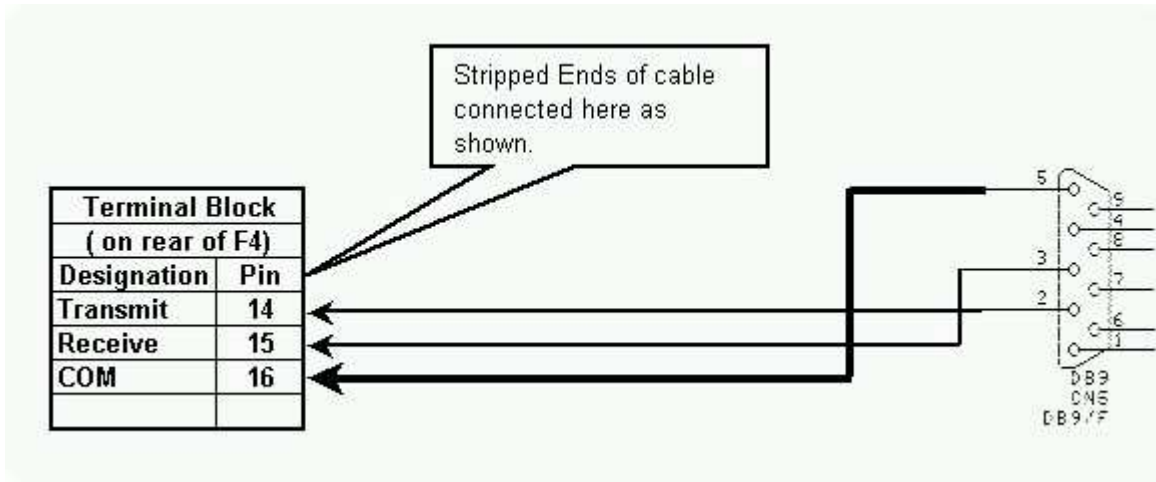 Stripped Ends of cable
connected here as
shown.
Terminal Block
( on rear of F4)
Designation Pin
Transmit 14
Receive 15
COM 16
5
9
4
8
3
7
2
6
1
DB9
CN6
DB9/F